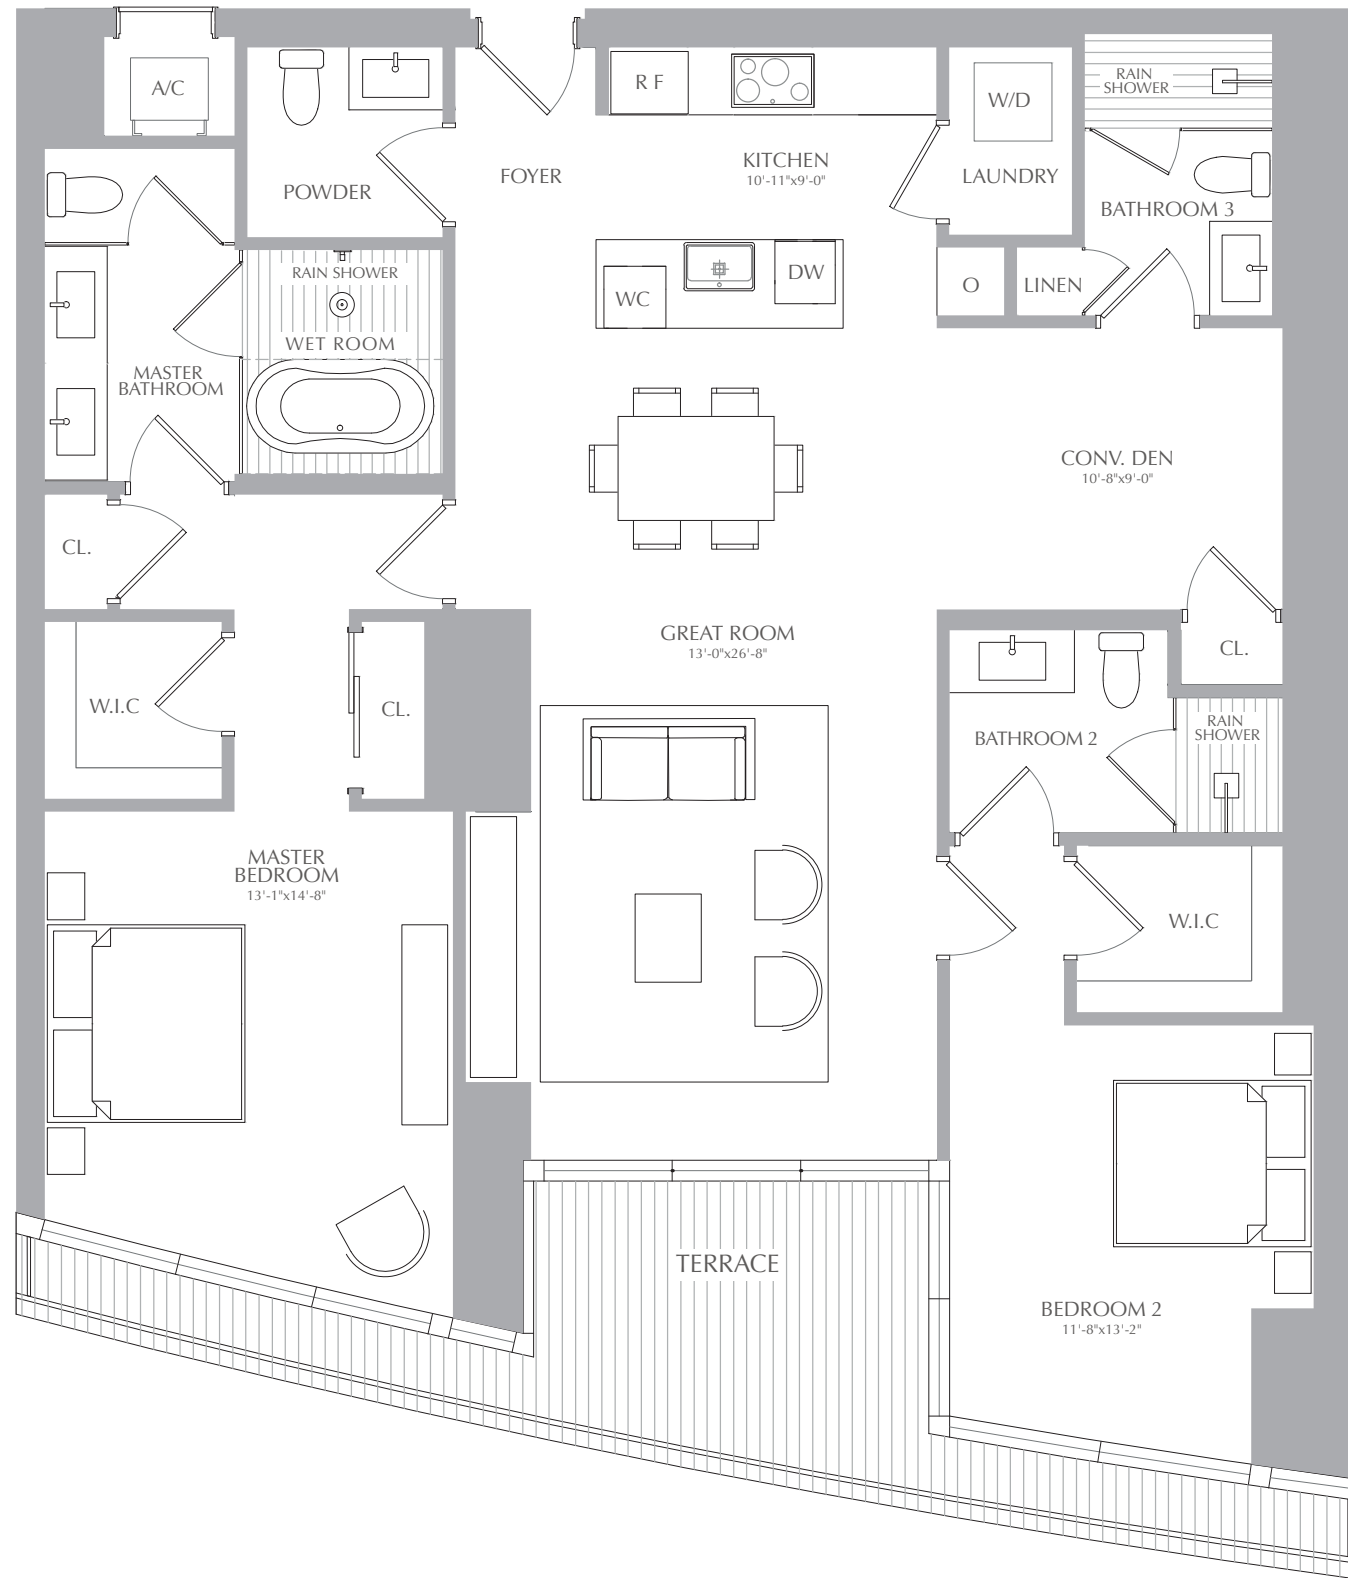 A/C
POWDER
FOYER
R F
KITCHEN
10'-11"x9'-0"
W/D
LAUNDRY
RAIN
SHOWER
BATHROOM 3
RAIN SHOWER
WET ROOM
MASTER
BATHROOM
WC
DW
O
LINEN
CONV. DEN
10'-8"x9'-0"
CL.
GREAT ROOM
13'-0"x26'-8"
CL.
W.I.C
CL.
BATHROOM 2
RAIN
SHOWER
MASTER
BEDROOM
13'-1"x14'-8"
W.I.C
TERRACE
BEDROOM 2
11'-8"x13'-2"